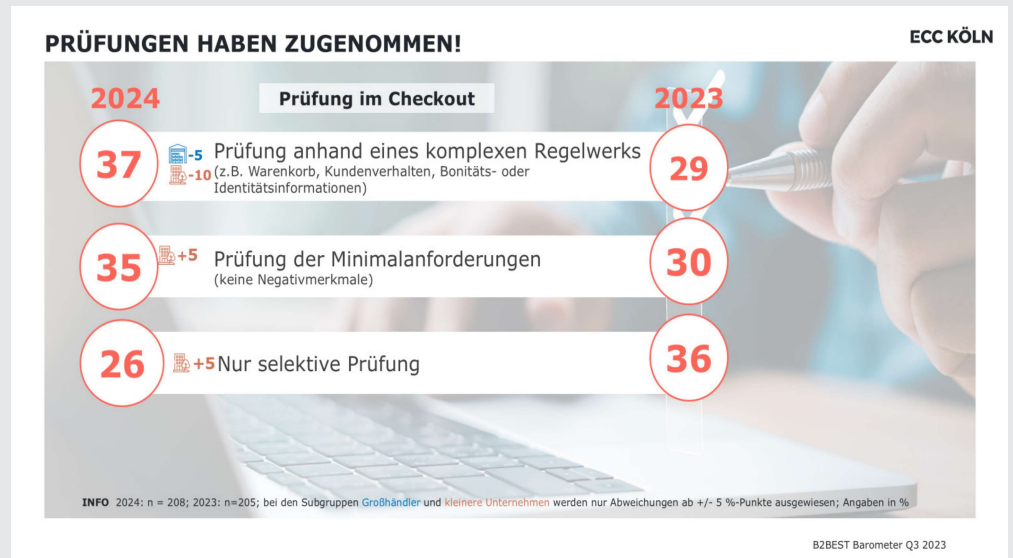 PRÜFUNGEN HABEN ZUGENOMMEN!
ECC KÖLN
2024
Prüfung im Checkout
2023
37
-5
-10
Prüfung anhand eines komplexen Regelwerks
(z.B. Warenkorb, Kundenverhalten, Bonitäts- oder
Identitätsinformationen)
29
35
+5
Prüfung der Minimalanforderungen
(keine Negativmerkmale)
30
26
+5
Nur selektive Prüfung
36
INFO 2024: n = 208; 2023: n=205; bei den Subgruppen Großhändler und kleinere Unternehmen werden nur Abweichungen ab +/- 5 %-Punkte ausgewiesen; Angaben in %
B2BEST Barometer Q3 2023